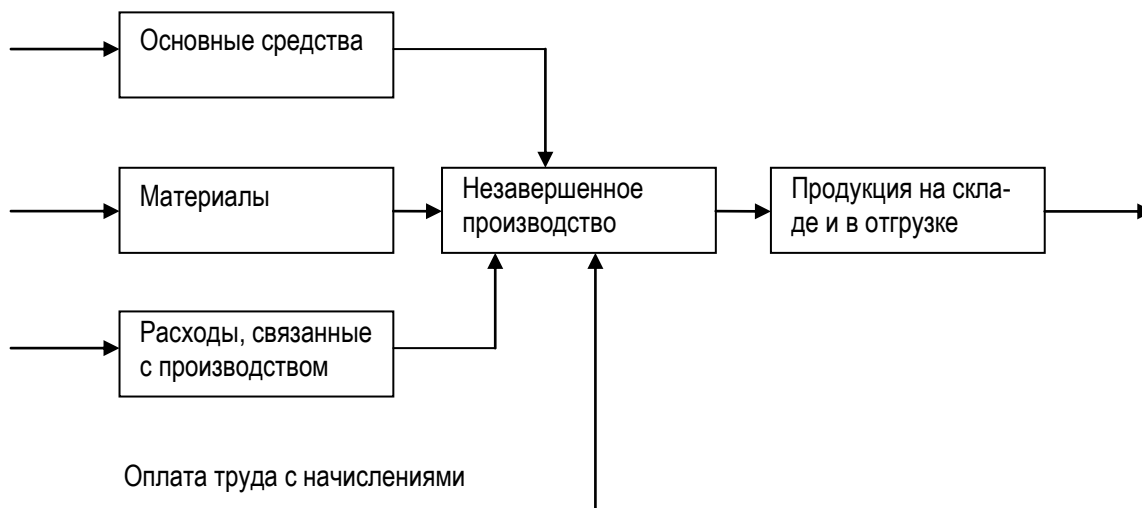 Основные средства
Материалы
Незавершенное
производство
Продукция на скла-
де и в отгрузке
Расходы, связанные
с производством
Оплата труда с начислениями